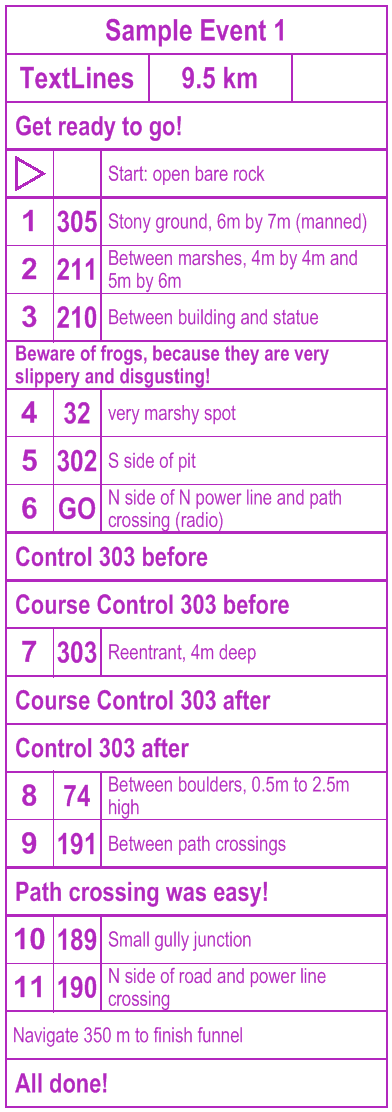 Sample Event 1
TextLines 9.5 km
Get ready to go!
Start: open bare rock
1 305 Stony ground, 6m by 7m (manned)
2 211 Between marshes, 4m by 4m and
5m by 6m
3 210 Between building and statue
Beware of frogs, because they are very
slippery and disgusting!
4 32 very marshy spot
5 302 S side of pit
6 GO N side of N power line and path
crossing (radio)
Control 303 before
Course Control 303 before
7 303 Reentrant, 4m deep
Course Control 303 after
Control 303 after
8 74 Between boulders, 0.5m to 2.5m
high
9 191 Between path crossings
Path crossing was easy!
10 189 Small gully junction
11 190 N side of road and power line
crossing
Navigate 350 m to finish funnel
All done!